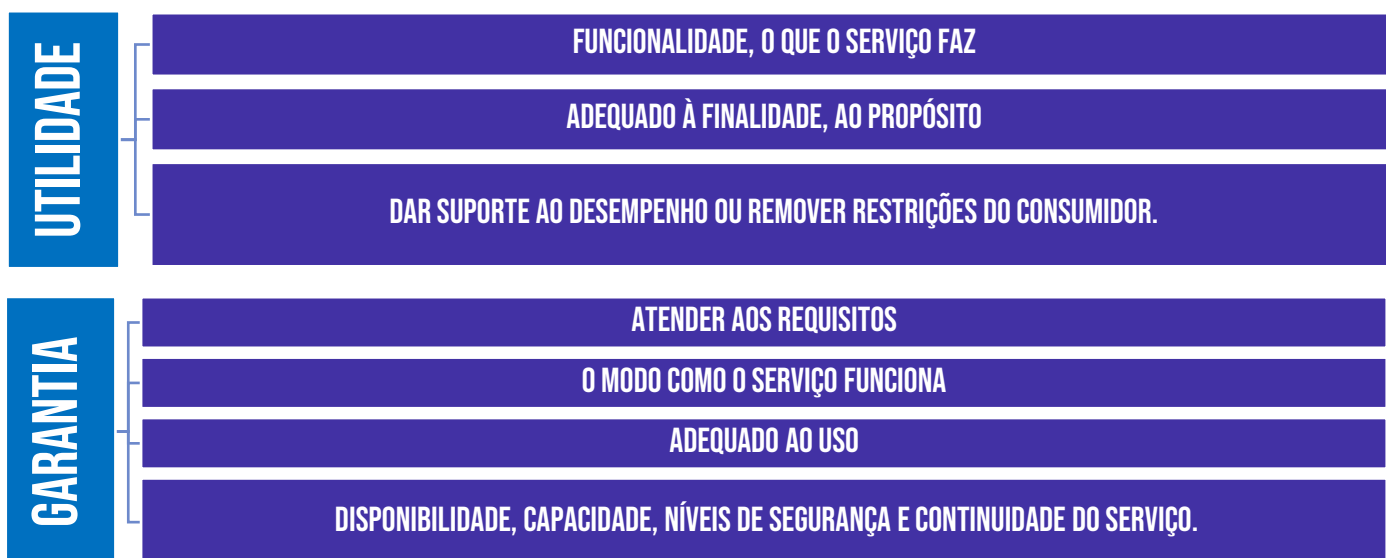 UTILIDADE
FUNCIONALIDADE, O QUE O SERVIÇO FAZ
ADEQUADO À FINALIDADE, AO PROPÓSITO
DAR SUPORTE AO DESEMPENHO OU REMOVER RESTRIÇÕES DO CONSUMIDOR.
GARANTIA
ATENDER AOS REQUISITOS
O MODO COMO O SERVIÇO FUNCIONA
ADEQUADO AO USO
DISPONIBILIDADE, CAPACIDADE, NÍVEIS DE SEGURANÇA E CONTINUIDADE DO SERVIÇO.